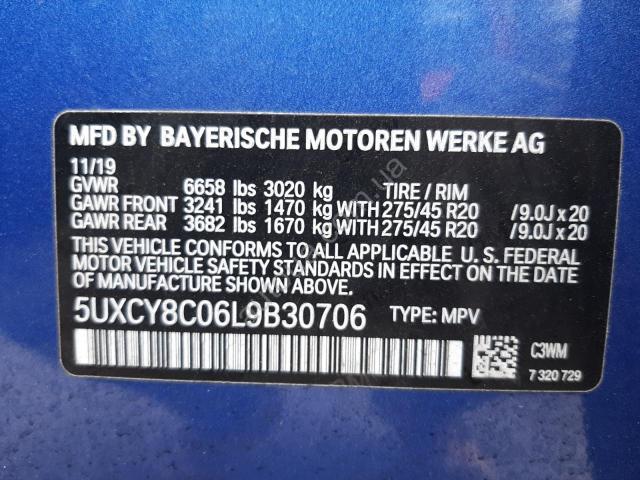 MFD BY BAYERISCHE MOTOREN WERKE AG
11/19
GVWR 6658 lbs 3020 kg TIRE / RIM
GAWR FRONT 3241 lbs 1470 kg WITH 275/45 R20 /9.0J x 20
GAWR REAR 3682 lbs 1670 kg WITH 275/45 R20 /9.0J x 20
THIS VEHICLE CONFORMS TO ALL APPLICABLE U. S. FEDERAL
MOTOR VEHICLE SAFETY STANDARDS IN EFFECT ON THE DATE
OF MANUFACTURE SHOWN ABOVE.
5UXCY8C06L9B30706 TYPE: MPV
C3WM
7 320 729